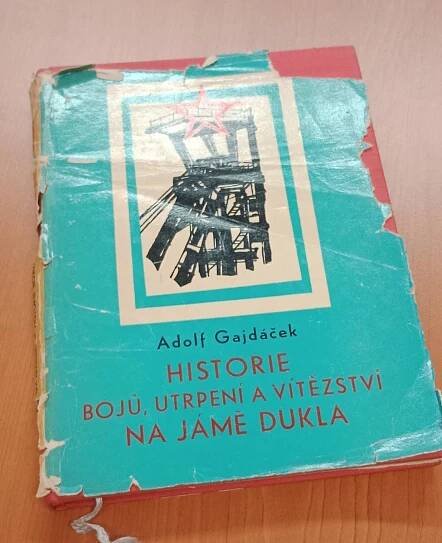 Adolf Gajdáček
HISTORIE
BOJŮ, UTRPENÍ A VÍTĚZSTVÍ
NA JÁMĚ DUKLA